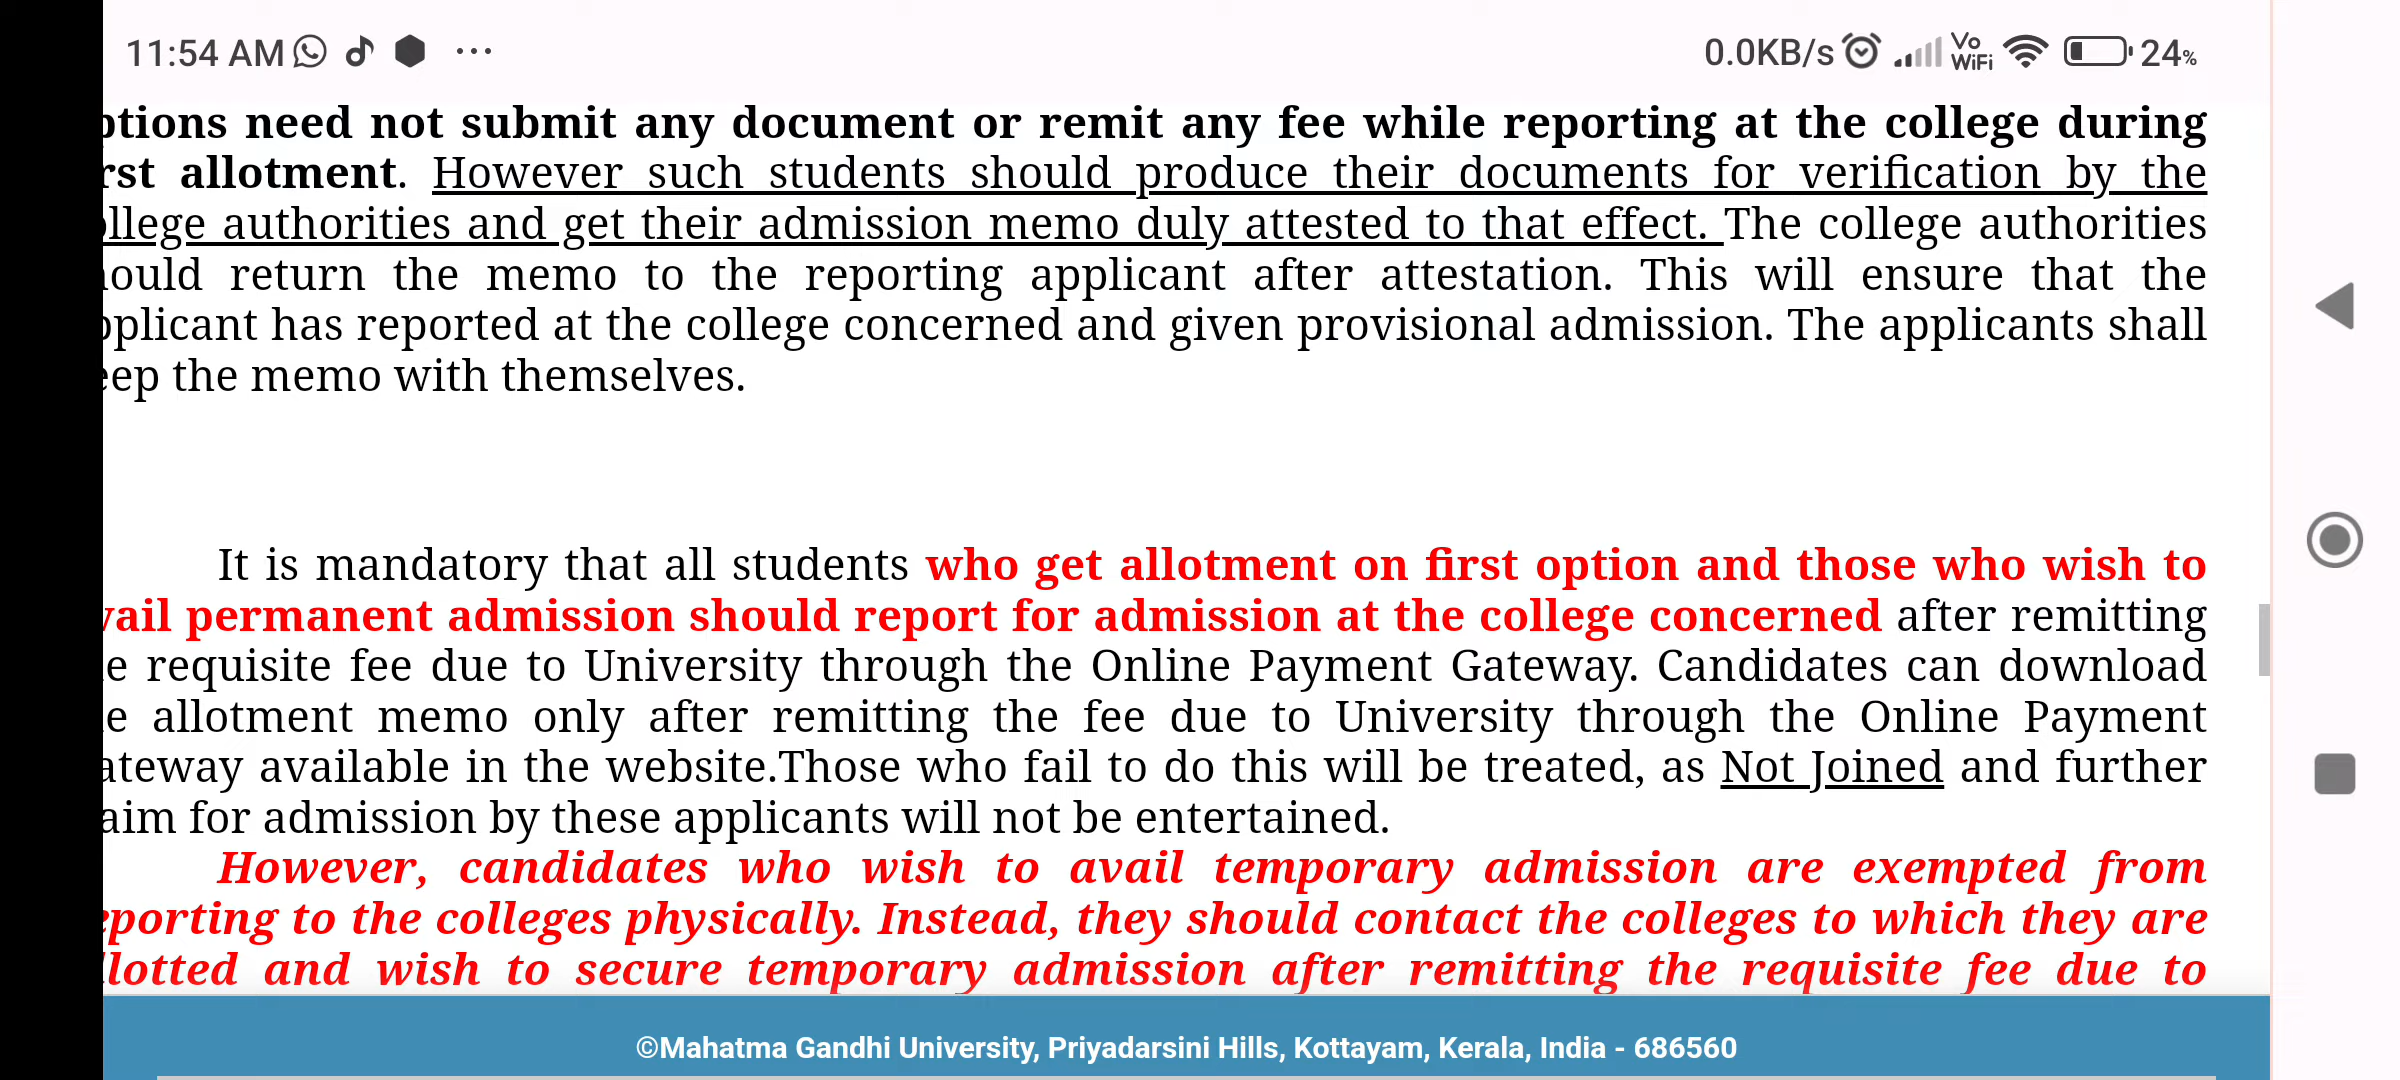 11:54 AM ... 0.0KB/s Vo WiFi 24%
ptions need not submit any document or remit any fee while reporting at the college during
rst allotment. However such students should produce their documents for verification by the
ollege authorities and get their admission memo duly attested to that effect. The college authorities
ould return the memo to the reporting applicant after attestation. This will ensure that the
pplicant has reported at the college concerned and given provisional admission. The applicants shall
eep the memo with themselves.
It is mandatory that all students who get allotment on first option and those who wish to
vail permanent admission should report for admission at the college concerned after remitting
e requisite fee due to University through the Online Payment Gateway. Candidates can download
e allotment memo only after remitting the fee due to University through the Online Payment
ateway available in the website.Those who fail to do this will be treated, as Not Joined and further
aim for admission by these applicants will not be entertained.
However, candidates who wish to avail temporary admission are exempted from
eporting to the colleges physically. Instead, they should contact the colleges to which they are
llotted and wish to secure temporary admission after remitting the requisite fee due to
©Mahatma Gandhi University, Priyadarsini Hills, Kottayam, Kerala, India - 686560